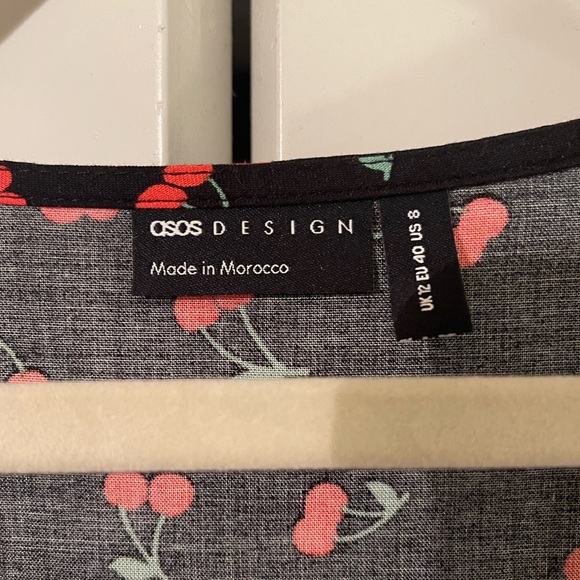 asos DESIGN
Made in Morocco
UK 12 EU 40 US 8